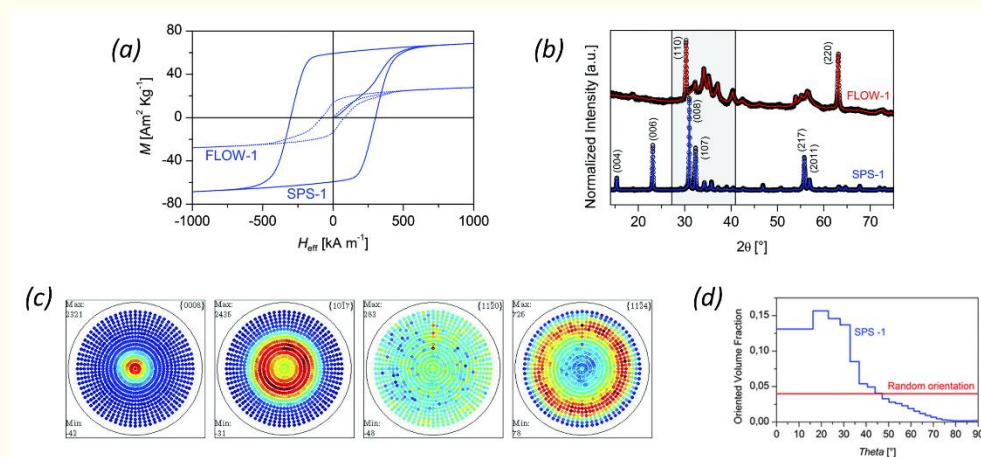 (a)
80
40
0
-40
-80
M [Am² Kg⁻¹]
FLOW-1
SPS-1
-1000 -500 0 500 1000
H_eff [kA m⁻¹]
(b)
Normalized Intensity [a.u.]
(110)
(220)
FLOW-1
(004)
(006)
(008)
(107)
(217)
(2011)
SPS-1
20 30 40 50 60 70
2θ [°]
(c)
Max:
2321
{0008}
Min:
-42
Max:
2435
{101̅7}
Min:
-31
Max:
263
{112̅0}
Min:
-48
Max:
726
{112̅4}
Min:
78
(d)
Oriented Volume Fraction
0,15
0,10
0,05
0,00
SPS -1
Random orientation
0 10 20 30 40 50 60 70 80 90
Theta [°]